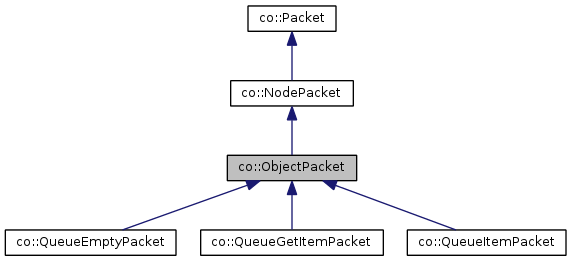 co::Packet
co::NodePacket
co::ObjectPacket
co::QueueEmptyPacket
co::QueueGetItemPacket
co::QueueItemPacket